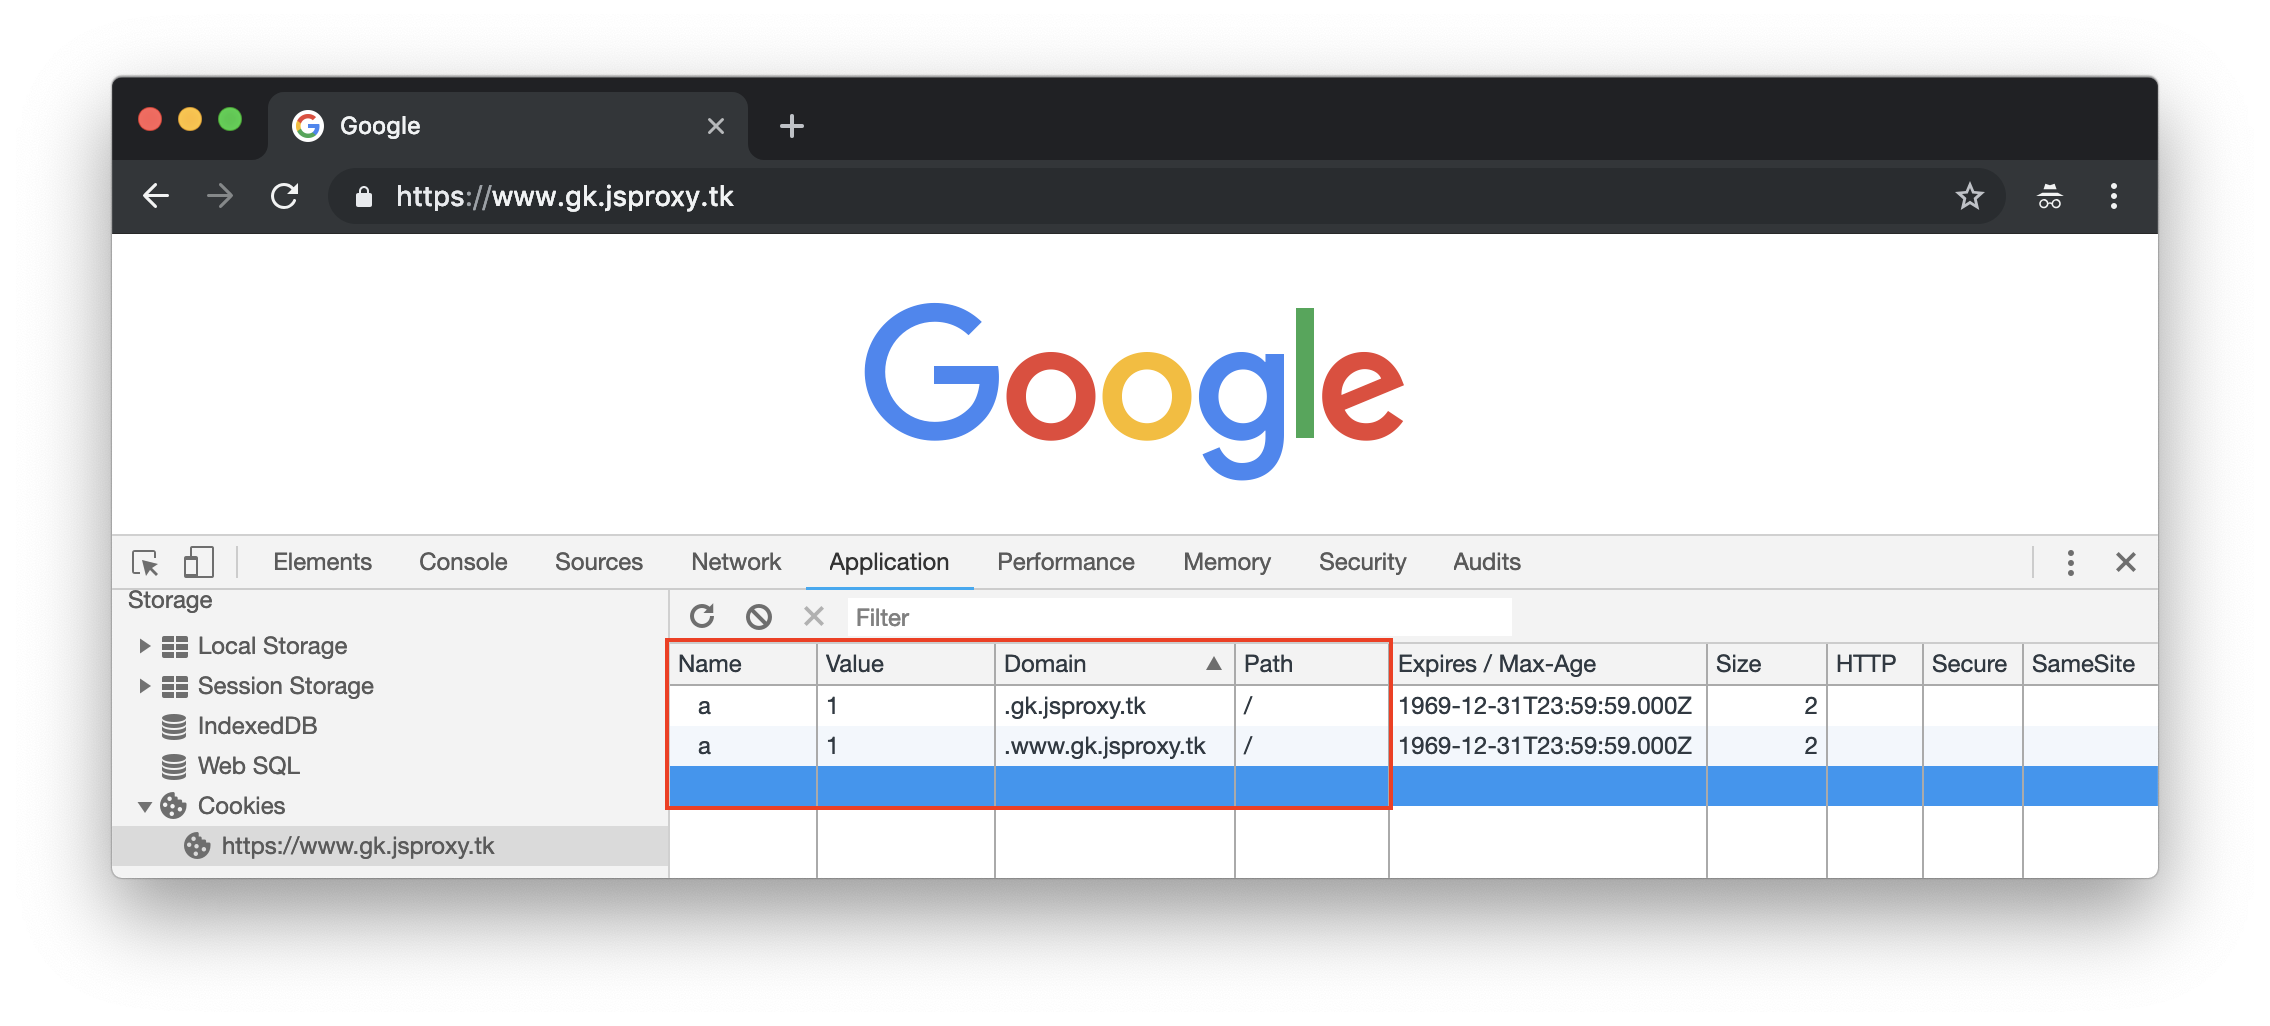 Google
https://www.gk.jsproxy.tk
Google
Elements Console Sources Network Application Performance Memory Security Audits
Storage
Filter
Local Storage
Session Storage
IndexedDB
Web SQL
Cookies
https://www.gk.jsproxy.tk
Name Value Domain Path Expires / Max-Age Size HTTP Secure SameSite
a 1 .gk.jsproxy.tk / 1969-12-31T23:59:59.000Z 2
a 1 .www.gk.jsproxy.tk / 1969-12-31T23:59:59.000Z 2